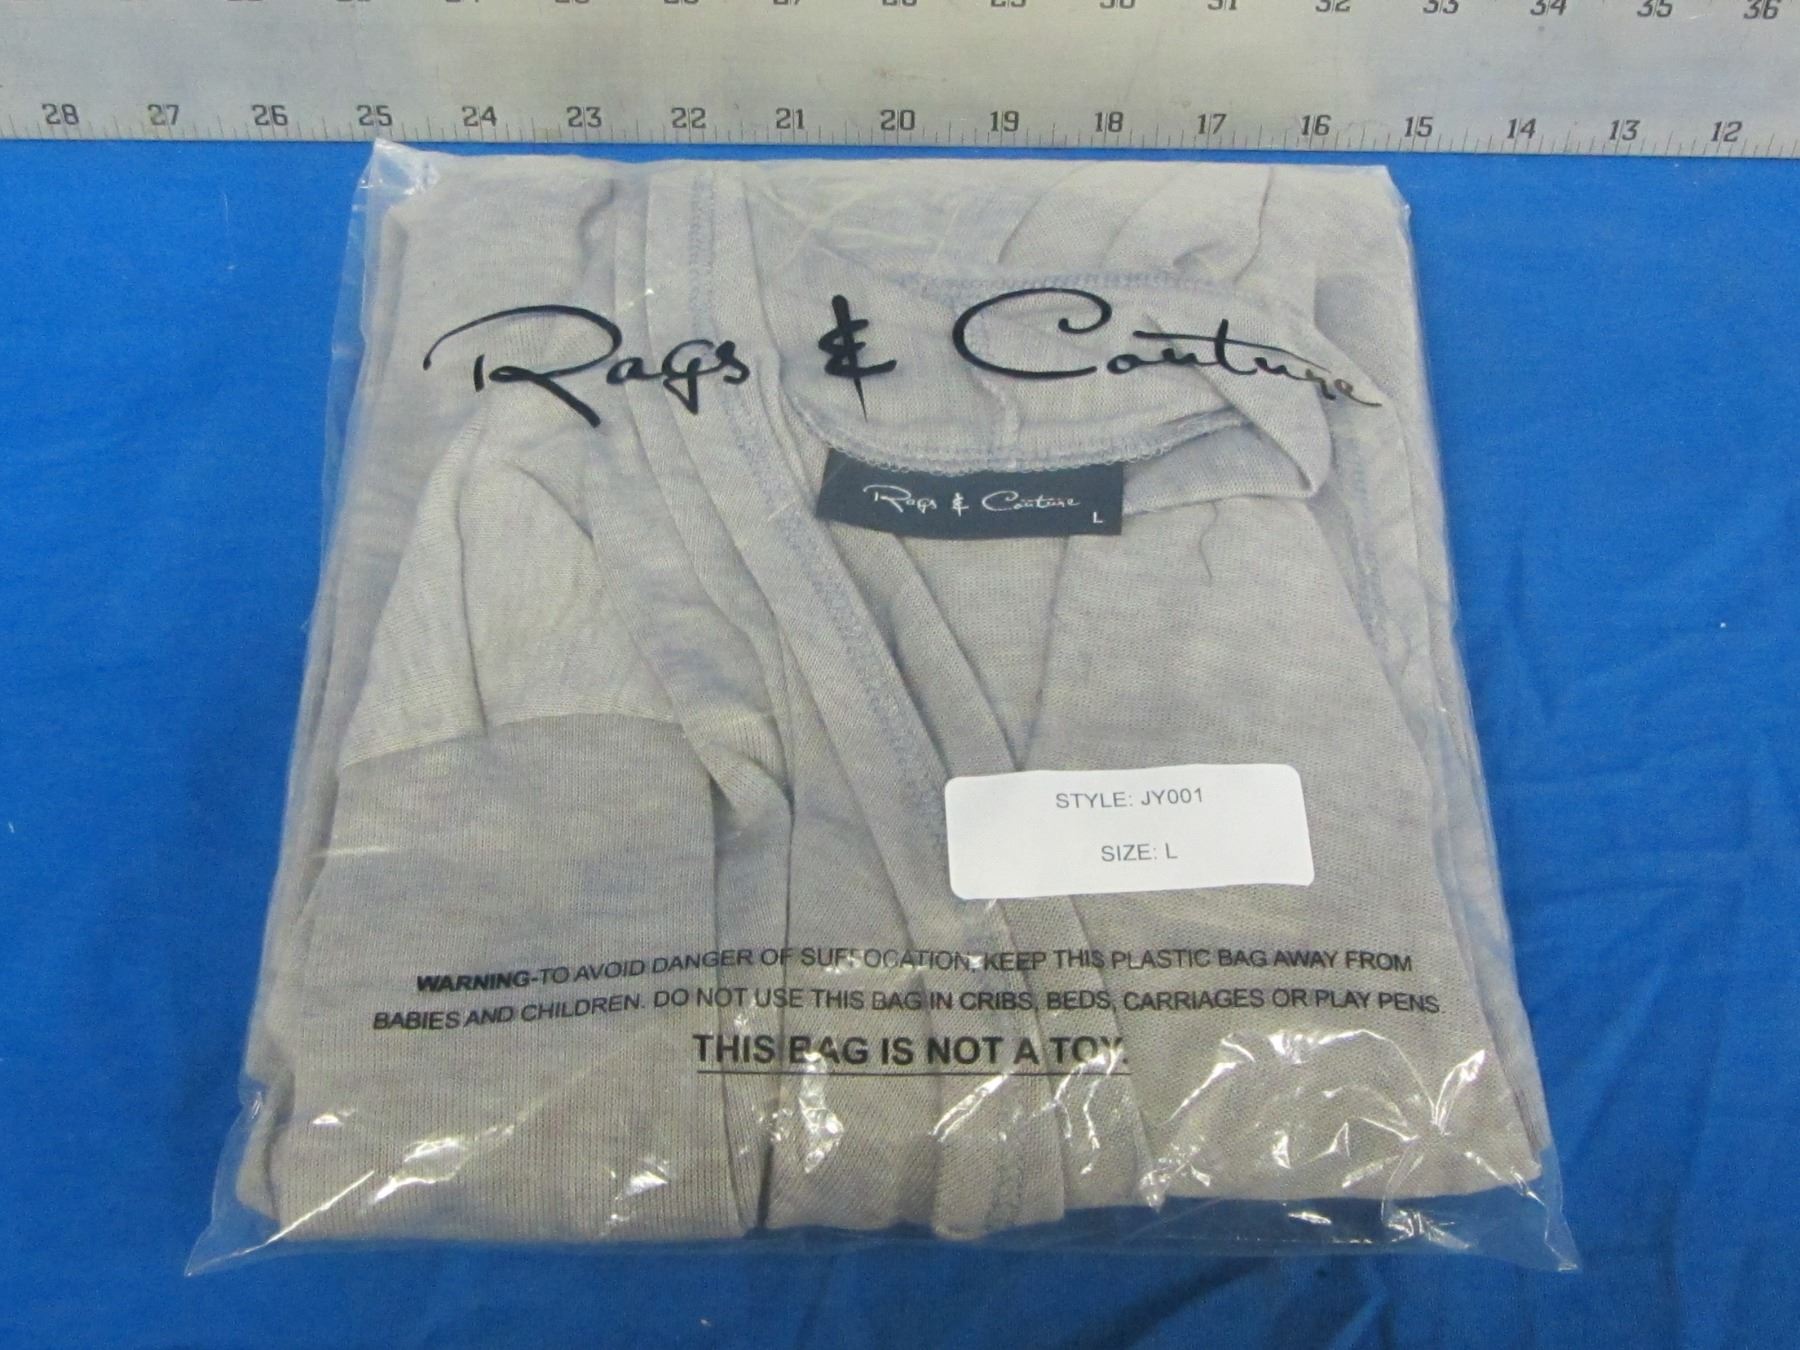 28 27 26 25 24 23 22 21 20 19 18 17 16 15 14 13 12
Rags & Couture
Rags & Couture
L
STYLE: JY001
SIZE: L
WARNING-TO AVOID DANGER OF SUFFOCATION, KEEP THIS PLASTIC BAG AWAY FROM
BABIES AND CHILDREN. DO NOT USE THIS BAG IN CRIBS, BEDS, CARRIAGES OR PLAY PENS.
THIS BAG IS NOT A TOY.